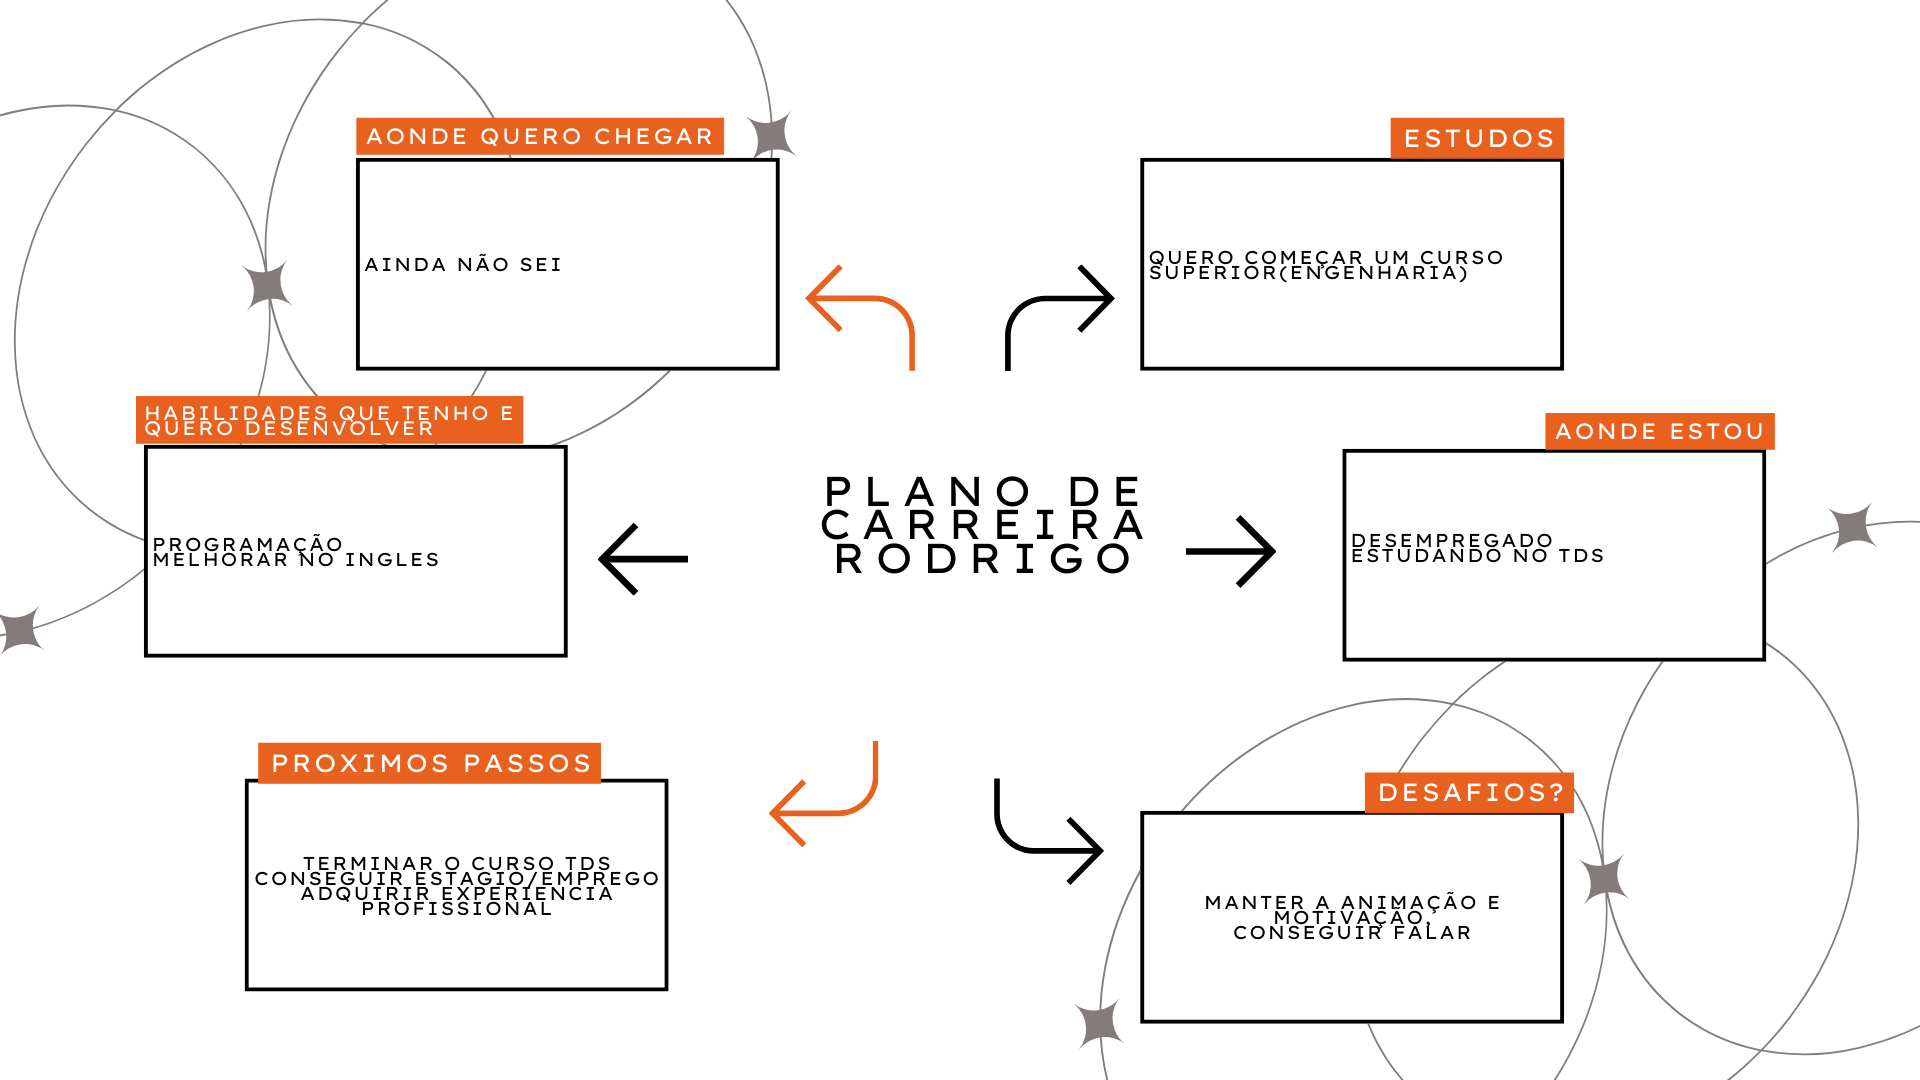 AONDE QUERO CHEGAR
AINDA NÃO SEI
ESTUDOS
QUERO COMEÇAR UM CURSO
SUPERIOR(ENGENHARIA)
HABILIDADES QUE TENHO E
QUERO DESENVOLVER
PROGRAMAÇÃO
MELHORAR NO INGLES
PLANO DE
CARREIRA
RODRIGO
AONDE ESTOU
DESEMPREGADO
ESTUDANDO NO TDS
PROXIMOS PASSOS
TERMINAR O CURSO TDS
CONSEGUIR ESTAGIO/EMPREGO
ADQUIRIR EXPERIENCIA
PROFISSIONAL
DESAFIOS?
MANTER A ANIMAÇÃO E
MOTIVAÇÃO,
CONSEGUIR FALAR